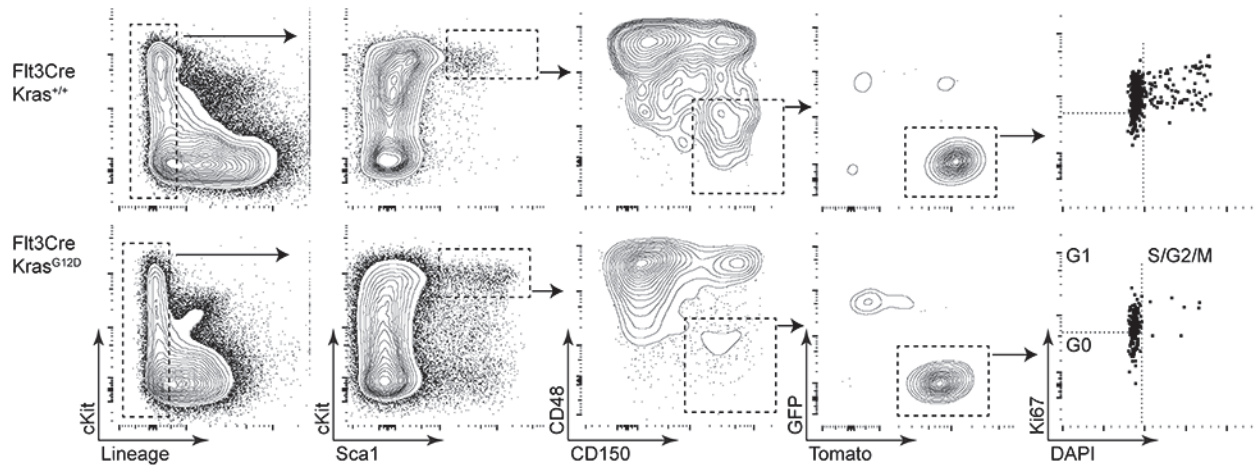 Flt3Cre
Kras+/+
Flt3Cre
KrasG12D
G1
S/G2/M
G0
cKit
Lineage
cKit
Sca1
CD48
CD150
GFP
Tomato
Ki67
DAPI